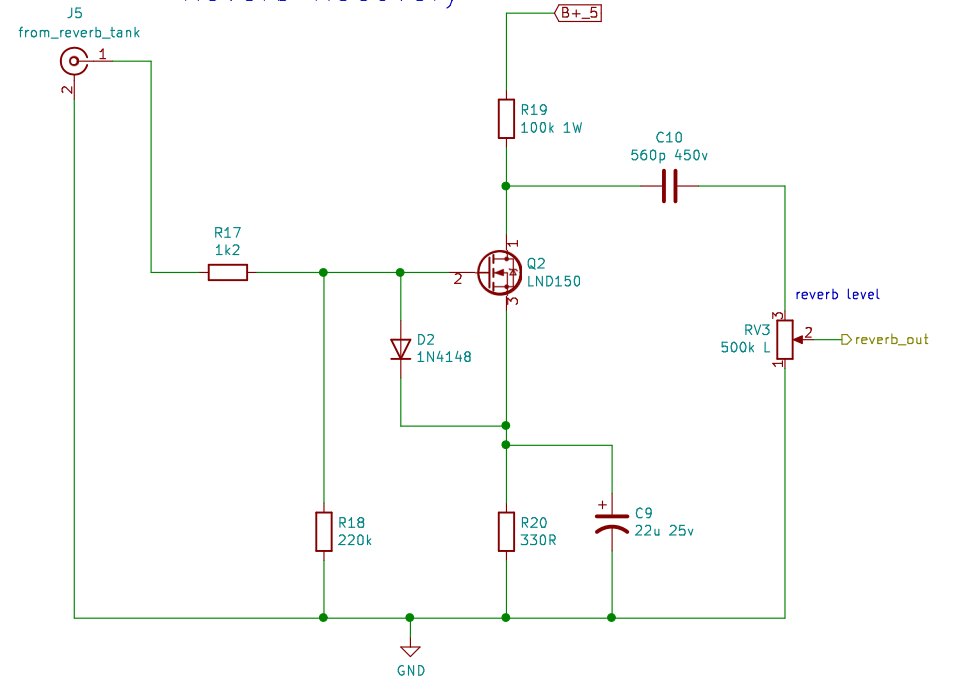 J5
from_reverb_tank
1
2
B+_5
R19
100k 1W
C10
560p 450v
R17
1k2
1
2
3
Q2
LND150
reverb level
3
RV3
500k L
2
1
reverb_out
D2
1N4148
R18
220k
R20
330R
+
C9
22u 25v
GND